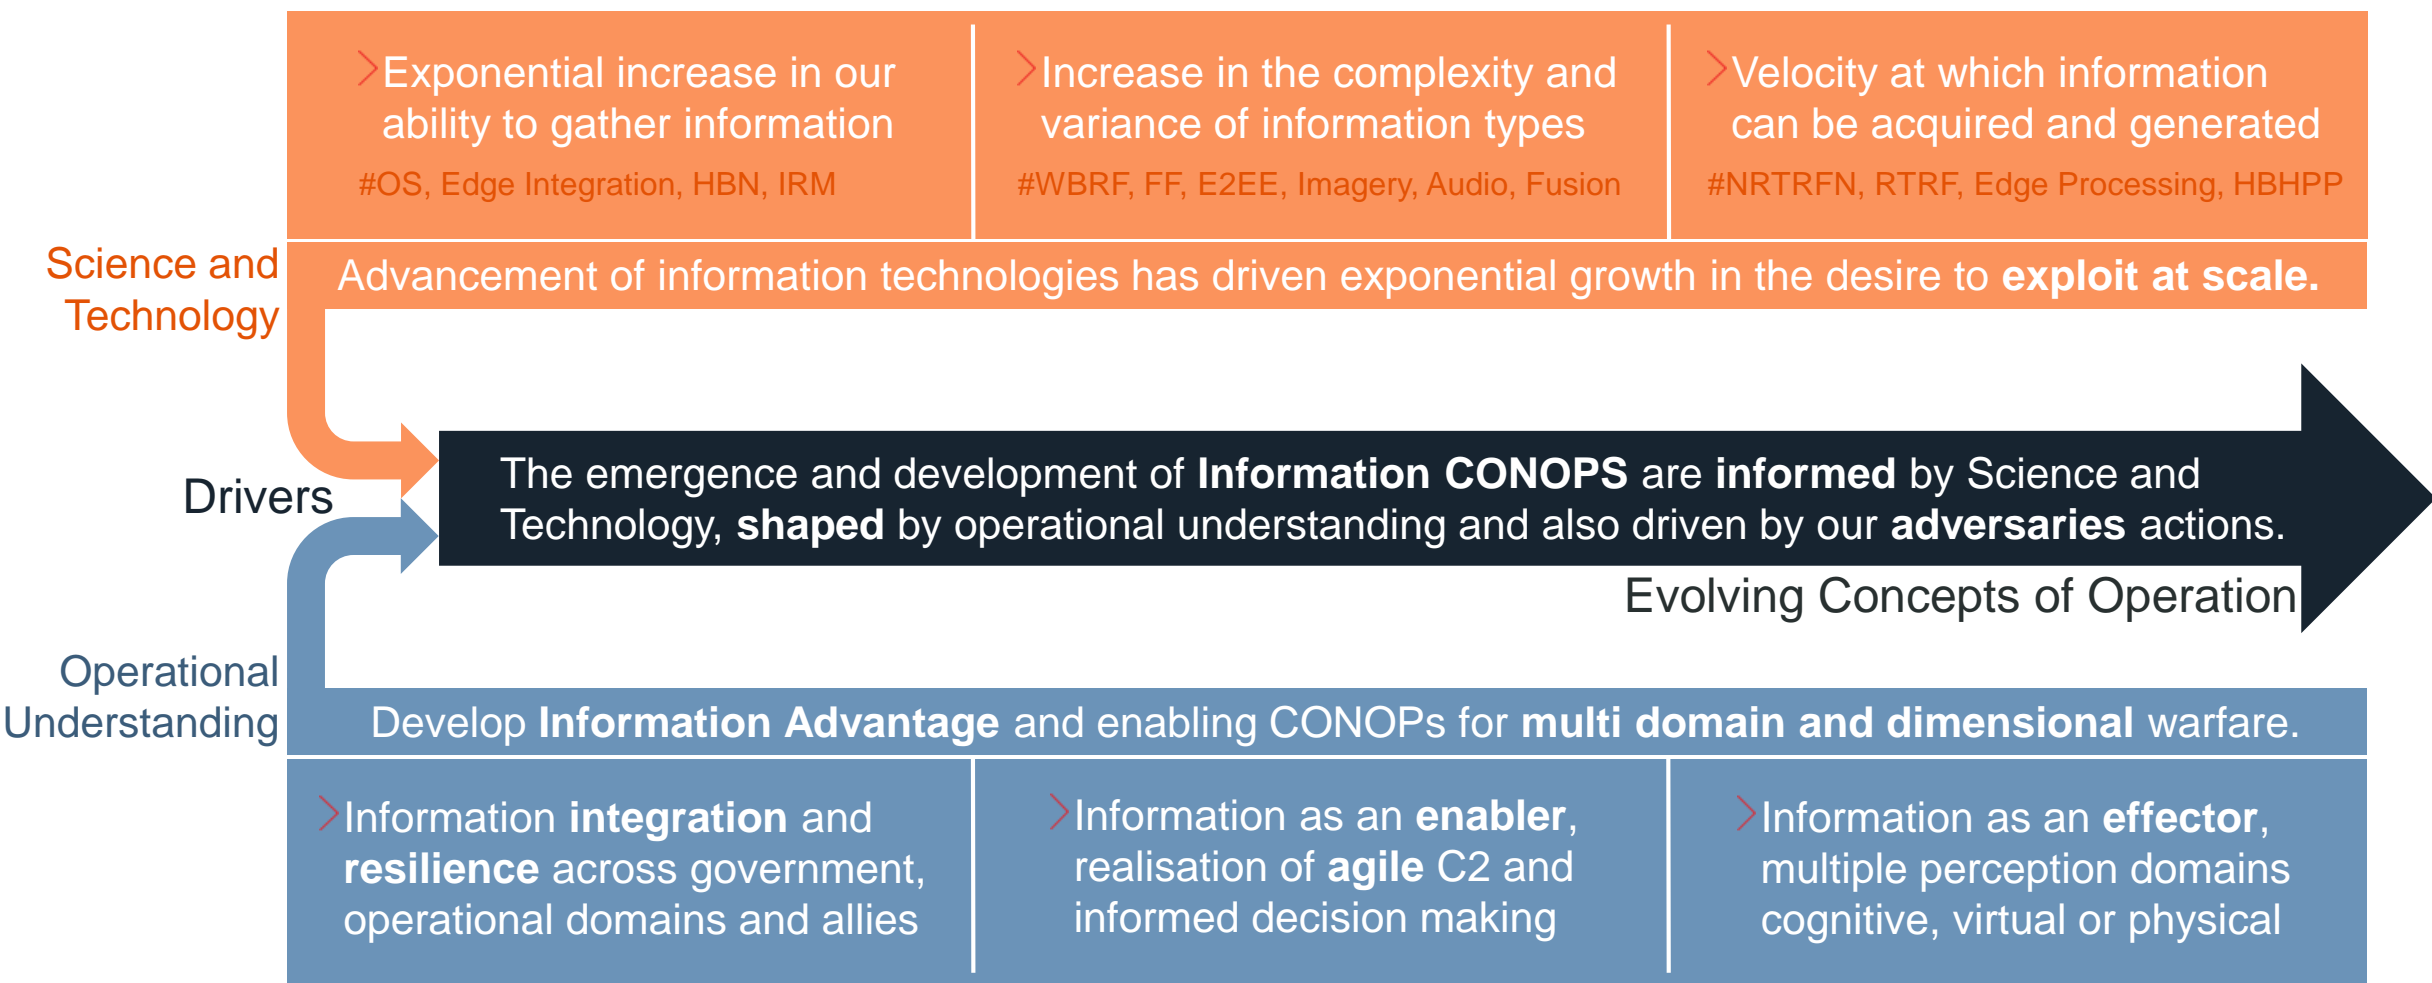 Exponential increase in our
ability to gather information
#OS, Edge Integration, HBN, IRM
Increase in the complexity and
variance of information types
#WBRF, FF, E2EE, Imagery, Audio, Fusion
Velocity at which information
can be acquired and generated
#NRTRFN, RTRF, Edge Processing, HBHPP
Science and
Technology
Advancement of information technologies has driven exponential growth in the desire to exploit at scale.
Drivers
The emergence and development of Information CONOPS are informed by Science and
Technology, shaped by operational understanding and also driven by our adversaries actions.
Evolving Concepts of Operation
Operational
Understanding
Develop Information Advantage and enabling CONOPs for multi domain and dimensional warfare.
Information integration and
resilience across government,
operational domains and allies
Information as an enabler,
realisation of agile C2 and
informed decision making
Information as an effector,
multiple perception domains
cognitive, virtual or physical